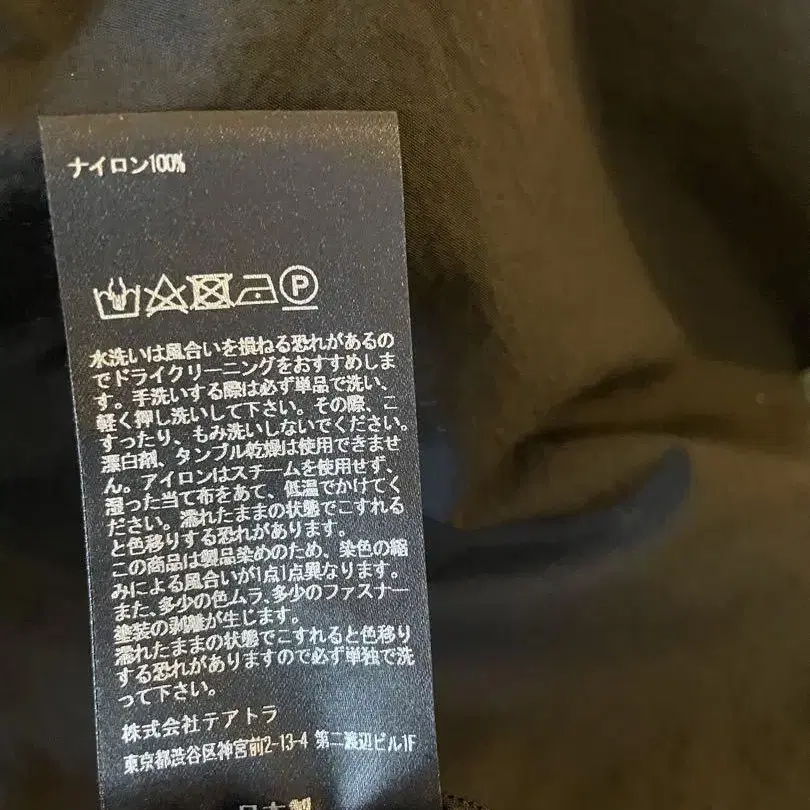 ナイロン100%
P
水洗いは風合いを損ねる恐れがあるの
でドライクリーニングをおすすめしま
す。手洗いする際は必ず単品で洗い、
軽く押し洗いして下さい。その際、こ
すったり、もみ洗いしないでください。
漂白剤、タンブル乾燥は使用できませ
ん。アイロンはスチームを使用せず、
湿った当て布をあて、低温でかけてく
ださい。濡れたままの状態でこすれる
と色移りする恐れがあります。
この商品は製品染めのため、染色の縮
みによる風合いが1点1点異なります。
また、多少の色ムラ、多少のファスナー
塗装の剥離が生じます。
濡れたままの状態でこすれると色移り
する恐れがありますので必ず単独で洗
って下さい。
株式会社テアトラ
東京都渋谷区神宮前2-13-4 第二渡辺ビル1F
日本製